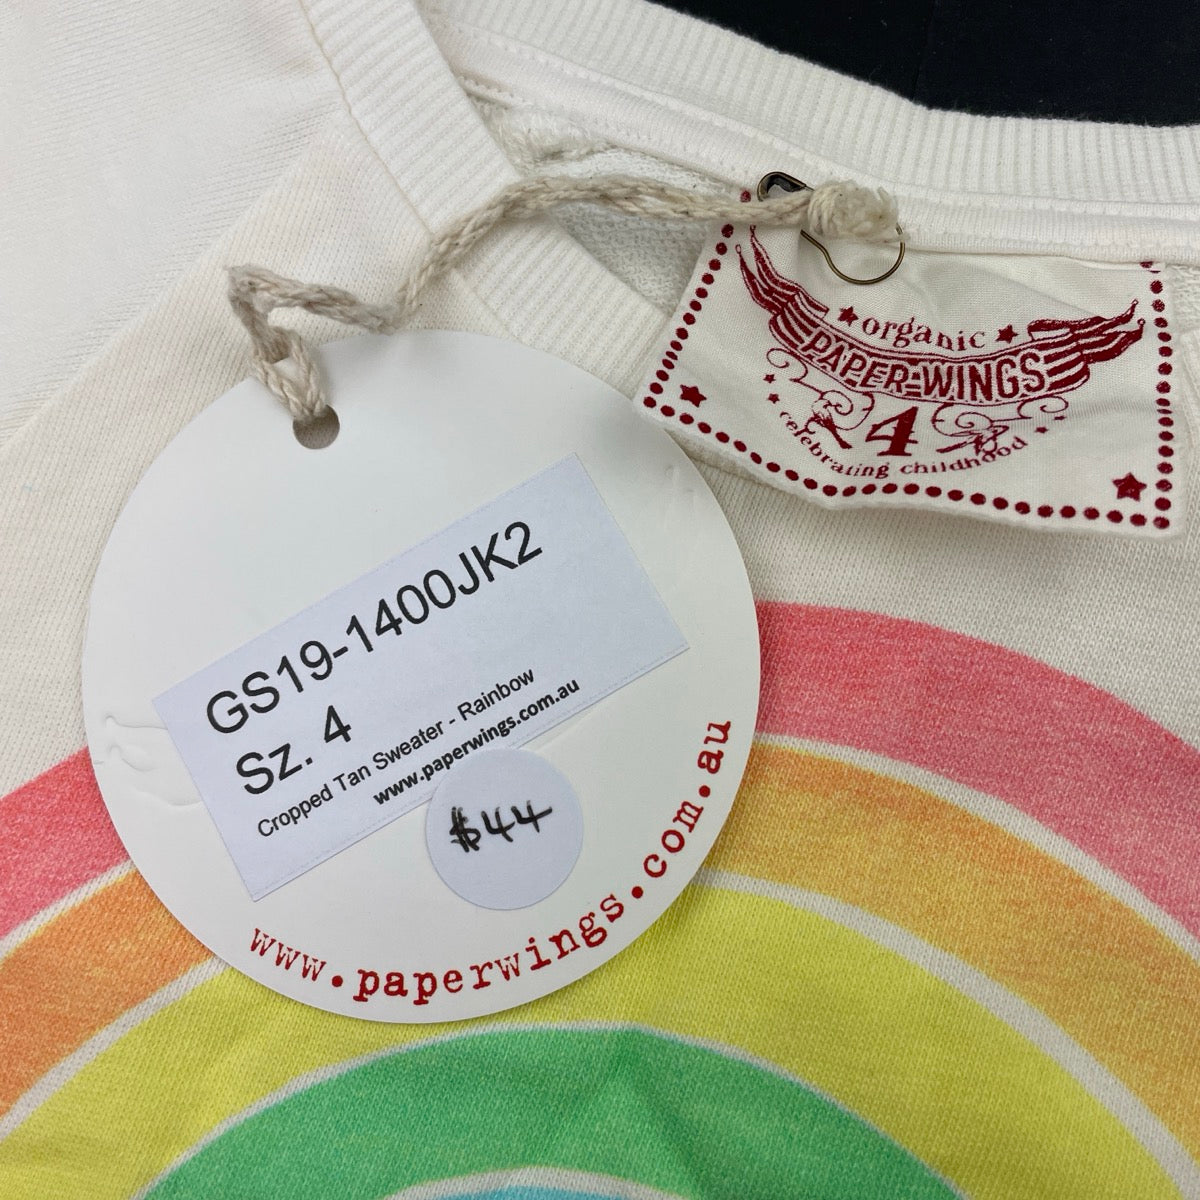 organic
PAPER-WINGS
4
celebrating childhood
GS19-1400JK2
Sz. 4
Cropped Tan Sweater - Rainbow
www.paperwings.com.au
$44
www.paperwings.com.au